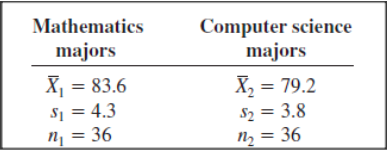 Mathematics majors Computer science majors
X̄₁ = 83.6 X̄₂ = 79.2
s₁ = 4.3 s₂ = 3.8
n₁ = 36 n₂ = 36